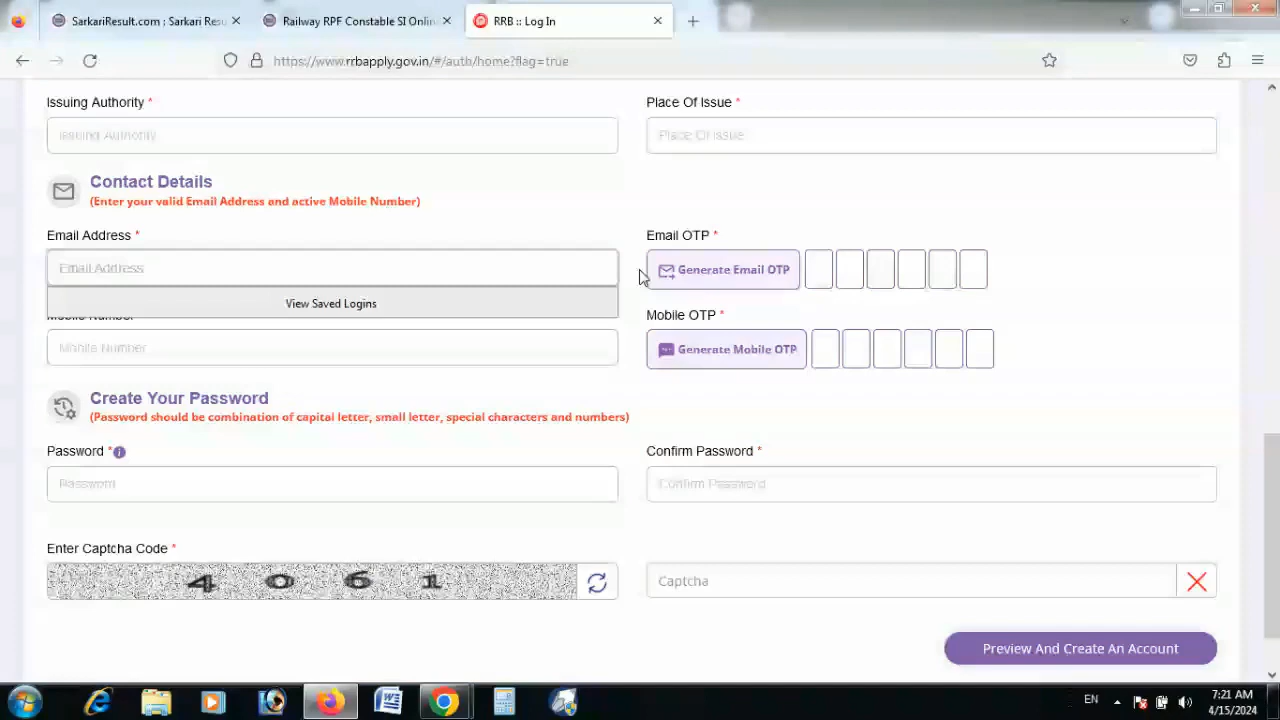 SarkariResult.com : Sarkari Resu
Railway RPF Constable SI Online
RRB :: Log In
https://www.rrbapply.gov.in/#/auth/home?flag=true
Issuing Authority *
Place Of Issue *
Issuing Authority
Place Of Issue
Contact Details
(Enter your valid Email Address and active Mobile Number)
Email Address *
Email OTP *
Email Address
Generate Email OTP
View Saved Logins
Mobile Number
Mobile OTP *
Mobile Number
Generate Mobile OTP
Create Your Password
(Password should be combination of capital letter, small letter, special characters and numbers)
Password *
Confirm Password *
Password
Confirm Password
Enter Captcha Code *
4 0 6 1
Captcha
Preview And Create An Account
EN
7:21 AM
4/15/2024